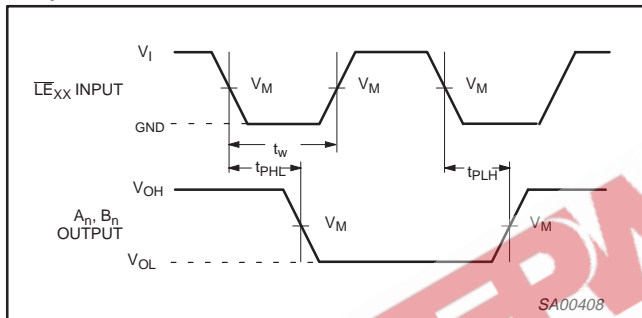 V_I
V_M V_M V_M
LE_XX INPUT
GND
t_w
t_PHL t_PLH
V_OH
A_n, B_n
OUTPUT
V_M V_M
V_OL
SA00408